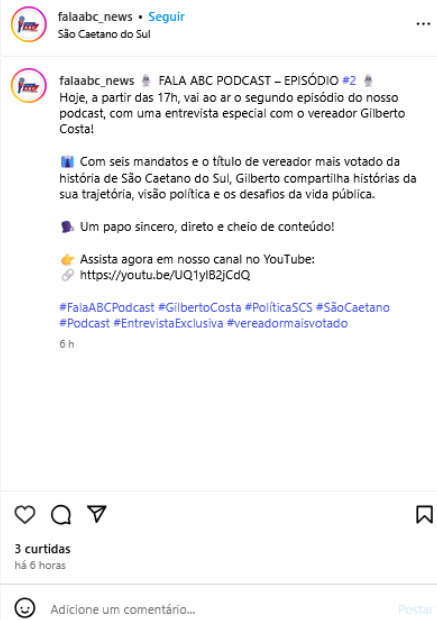 falaabc_news • Seguir
São Caetano do Sul
falaabc_news 🎙️ FALA ABC PODCAST – EPISÓDIO #2 🎙️
Hoje, a partir das 17h, vai ao ar o segundo episódio do nosso
podcast, com uma entrevista especial com o vereador Gilberto
Costa!
👔 Com seis mandatos e o título de vereador mais votado da
história de São Caetano do Sul, Gilberto compartilha histórias da
sua trajetória, visão política e os desafios da vida pública.
🗣️ Um papo sincero, direto e cheio de conteúdo!
👉 Assista agora em nosso canal no YouTube:
🔗 https://youtu.be/UQ1ylB2jCdQ
#FalaABCPodcast #GilbertoCosta #PolíticaSCS #SãoCaetano
#Podcast #EntrevistaExclusiva #vereadormaisvotado
6 h
3 curtidas
há 6 horas
Adicione um comentário...
Postar